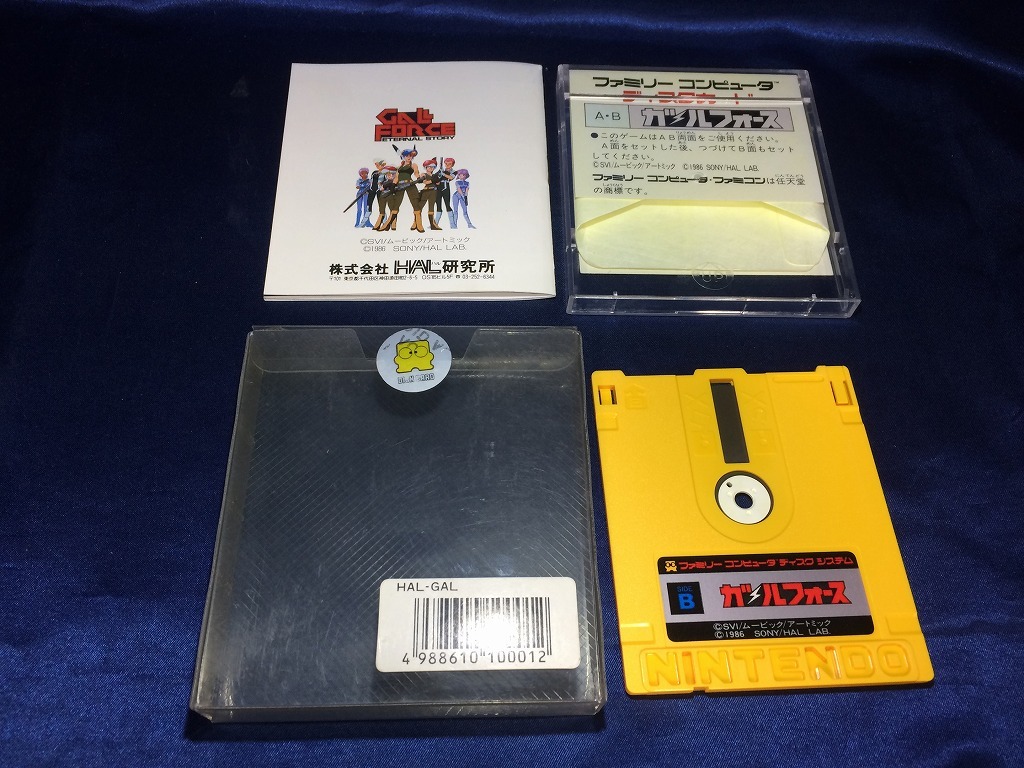 GALL
FORCE
ETERNAL STORY
©SVI/ムービック/アートミック
©1986 SONY/HAL LAB.
株式会社 HAL研究所
ファミリー コンピュータ™
ディスクカード
A・B ガルフォース
●このゲームはAB両面をご使用ください。
A面をセットした後、つづけてB面もセット
してください。
©SVI/ムービック/アートミック ©1986 SONY/HAL LAB.
ファミリー コンピュータ・ファミコンは任天堂
の商標です。
DISK CARD
HAL-GAL
4 988610 100012
ファミリー コンピュータ ディスク システム
SIDE
B
ガルフォース
©SVI/ムービック/アートミック
©1986 SONY/HAL LAB.
NINTENDO